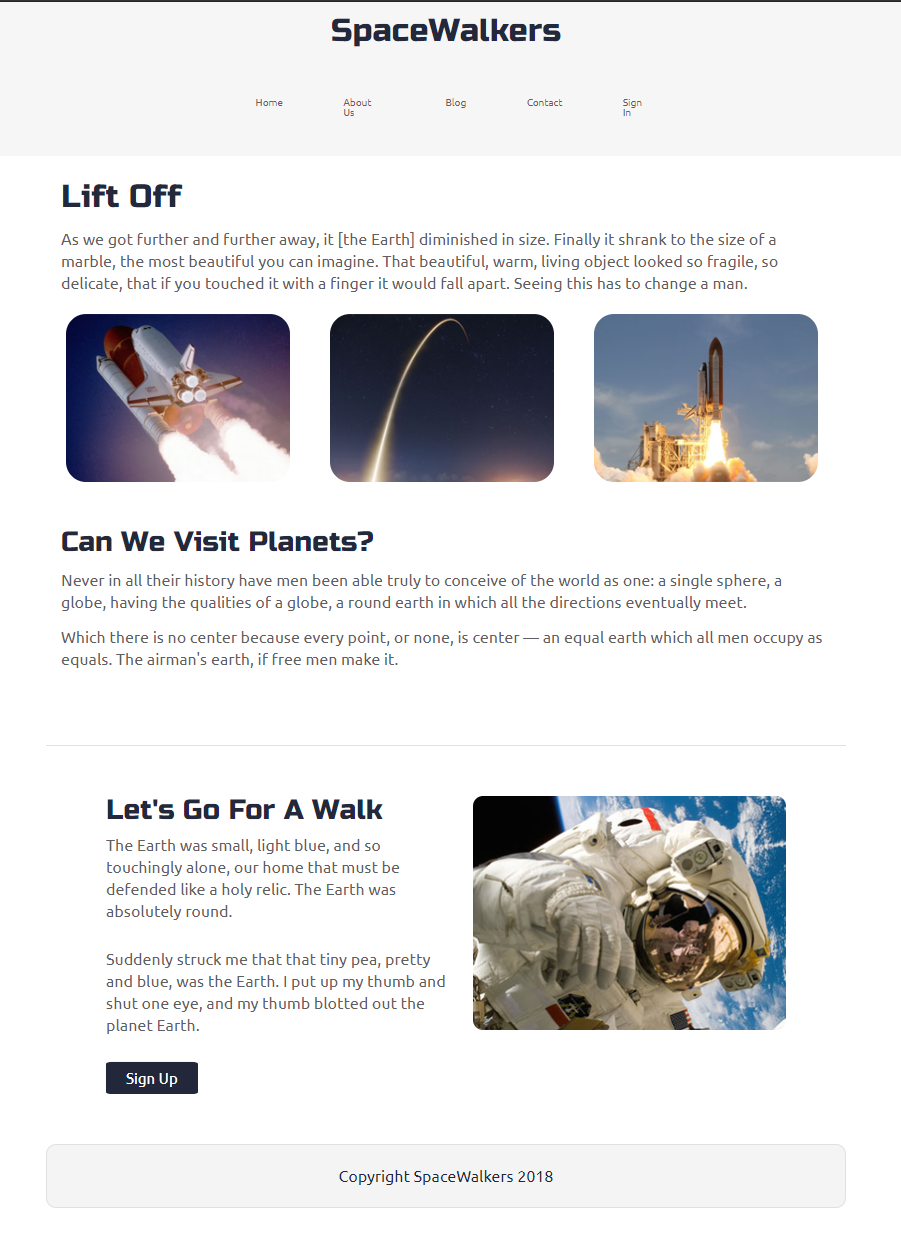 SpaceWalkers
Home
About
Us
Blog
Contact
Sign
In
Lift Off
As we got further and further away, it [the Earth] diminished in size. Finally it shrank to the size of a
marble, the most beautiful you can imagine. That beautiful, warm, living object looked so fragile, so
delicate, that if you touched it with a finger it would fall apart. Seeing this has to change a man.
Can We Visit Planets?
Never in all their history have men been able truly to conceive of the world as one: a single sphere, a
globe, having the qualities of a globe, a round earth in which all the directions eventually meet.
Which there is no center because every point, or none, is center — an equal earth which all men occupy as
equals. The airman's earth, if free men make it.
Let's Go For A Walk
The Earth was small, light blue, and so
touchingly alone, our home that must be
defended like a holy relic. The Earth was
absolutely round.
Suddenly struck me that that tiny pea, pretty
and blue, was the Earth. I put up my thumb and
shut one eye, and my thumb blotted out the
planet Earth.
Sign Up
Copyright SpaceWalkers 2018